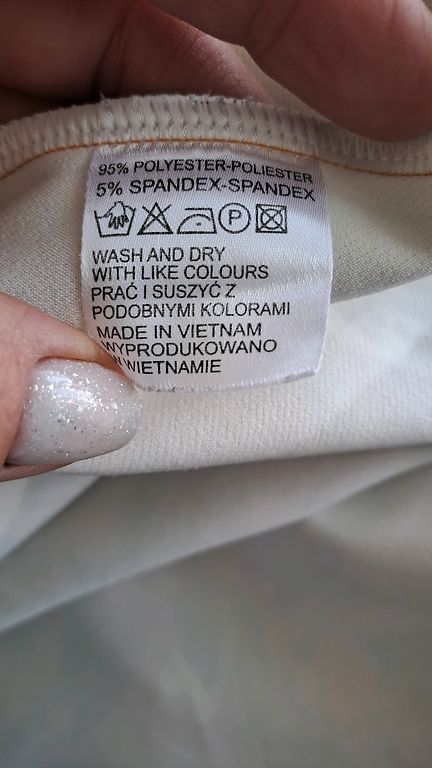 95% POLYESTER-POLIESTER
5% SPANDEX-SPANDEX
P
WASH AND DRY
WITH LIKE COLOURS
PRAĆ I SUSZYĆ Z
PODOBNYMI KOLORAMI
MADE IN VIETNAM
WYPRODUKOWANO
W WIETNAMIE